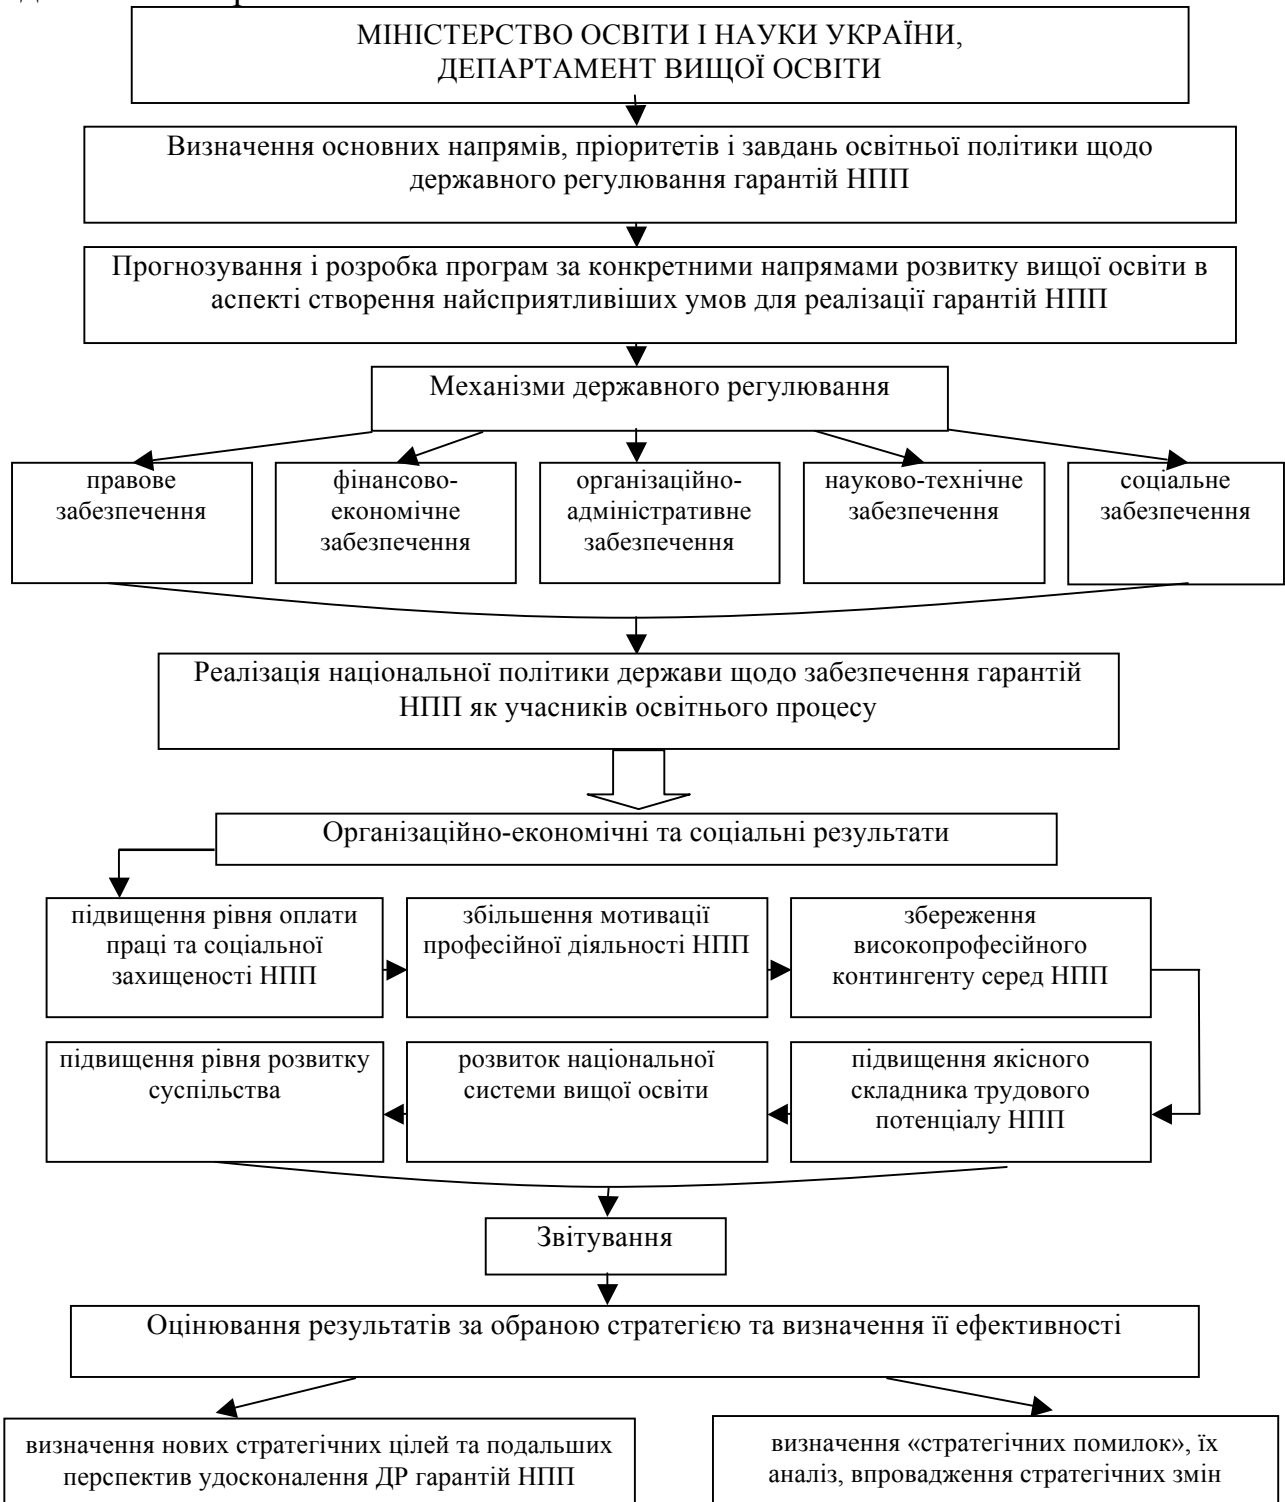 МІНІСТЕРСТВО ОСВІТИ І НАУКИ УКРАЇНИ,
ДЕПАРТАМЕНТ ВИЩОЇ ОСВІТИ
Визначення основних напрямів, пріоритетів і завдань освітньої політики щодо
державного регулювання гарантій НПП
Прогнозування і розробка програм за конкретними напрямами розвитку вищої освіти в
аспекті створення найсприятливіших умов для реалізації гарантій НПП
Механізми державного регулювання
правове
забезпечення
фінансово-
економічне
забезпечення
організаційно-
адміністративне
забезпечення
науково-технічне
забезпечення
соціальне
забезпечення
Реалізація національної політики держави щодо забезпечення гарантій
НПП як учасників освітнього процесу
Організаційно-економічні та соціальні результати
підвищення рівня оплати
праці та соціальної
захищеності НПП
збільшення мотивації
професійної діяльності НПП
збереження
високопрофесійного
контингенту серед НПП
підвищення рівня розвитку
суспільства
розвиток національної
системи вищої освіти
підвищення якісного
складника трудового
потенціалу НПП
Звітування
Оцінювання результатів за обраною стратегією та визначення її ефективності
визначення нових стратегічних цілей та подальших
перспектив удосконалення ДР гарантій НПП
визначення «стратегічних помилок», їх
аналіз, впровадження стратегічних змін